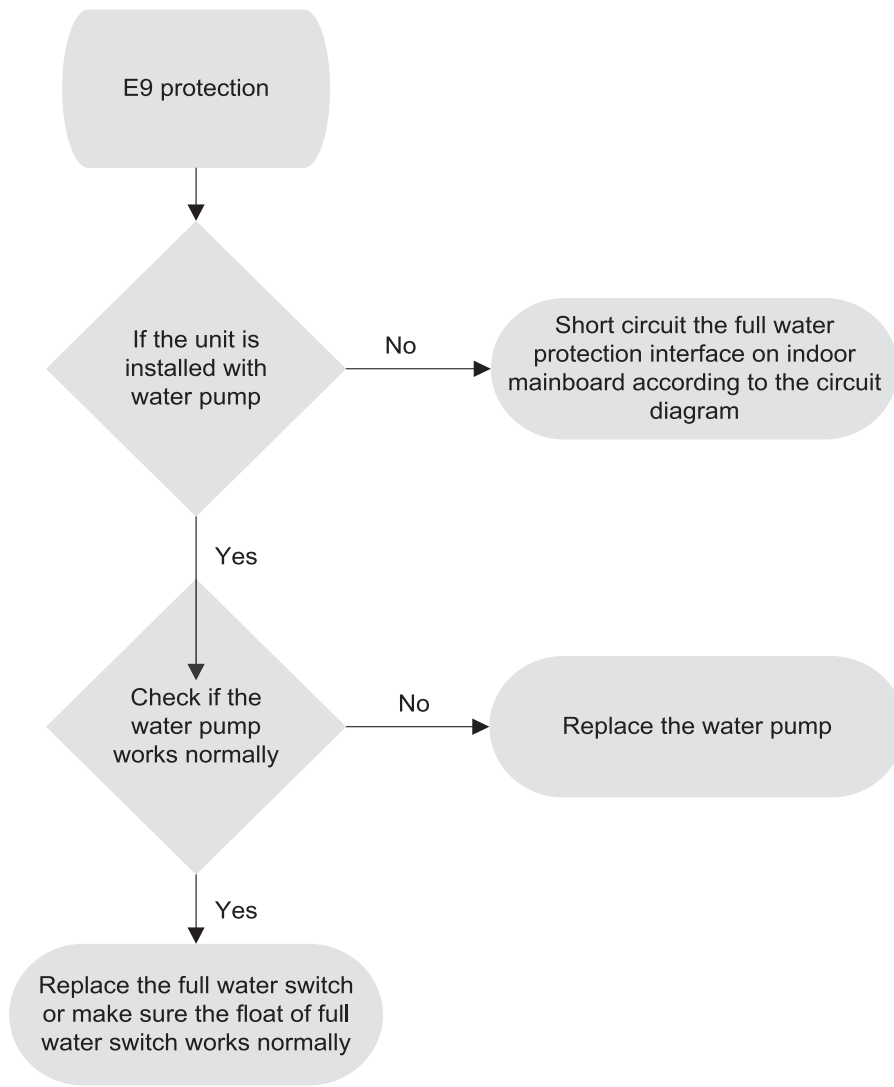 E9 protection
If the unit is
installed with
water pump
No
Short circuit the full water
protection interface on indoor
mainboard according to the circuit
diagram
Yes
Check if the
water pump
works normally
No
Replace the water pump
Yes
Replace the full water switch
or make sure the float of full
water switch works normally